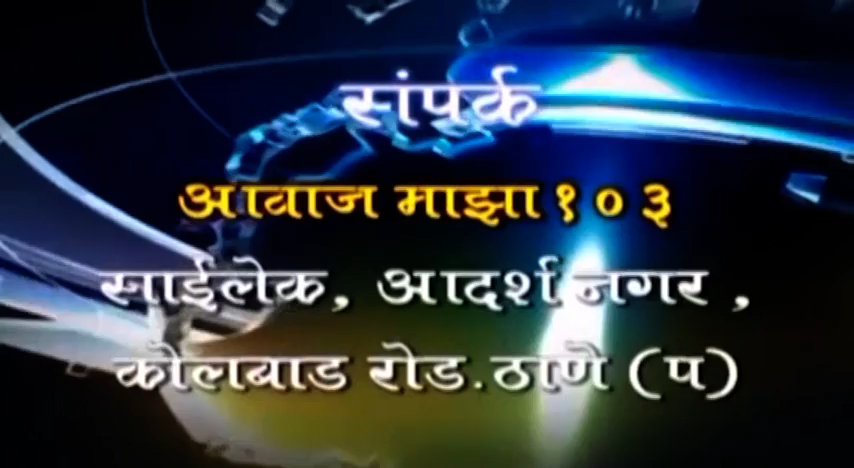 संपर्क
आवाज माझा १०३
साईलेक, आदर्श नगर ,
कोलबाड रोड.ठाणे (प)